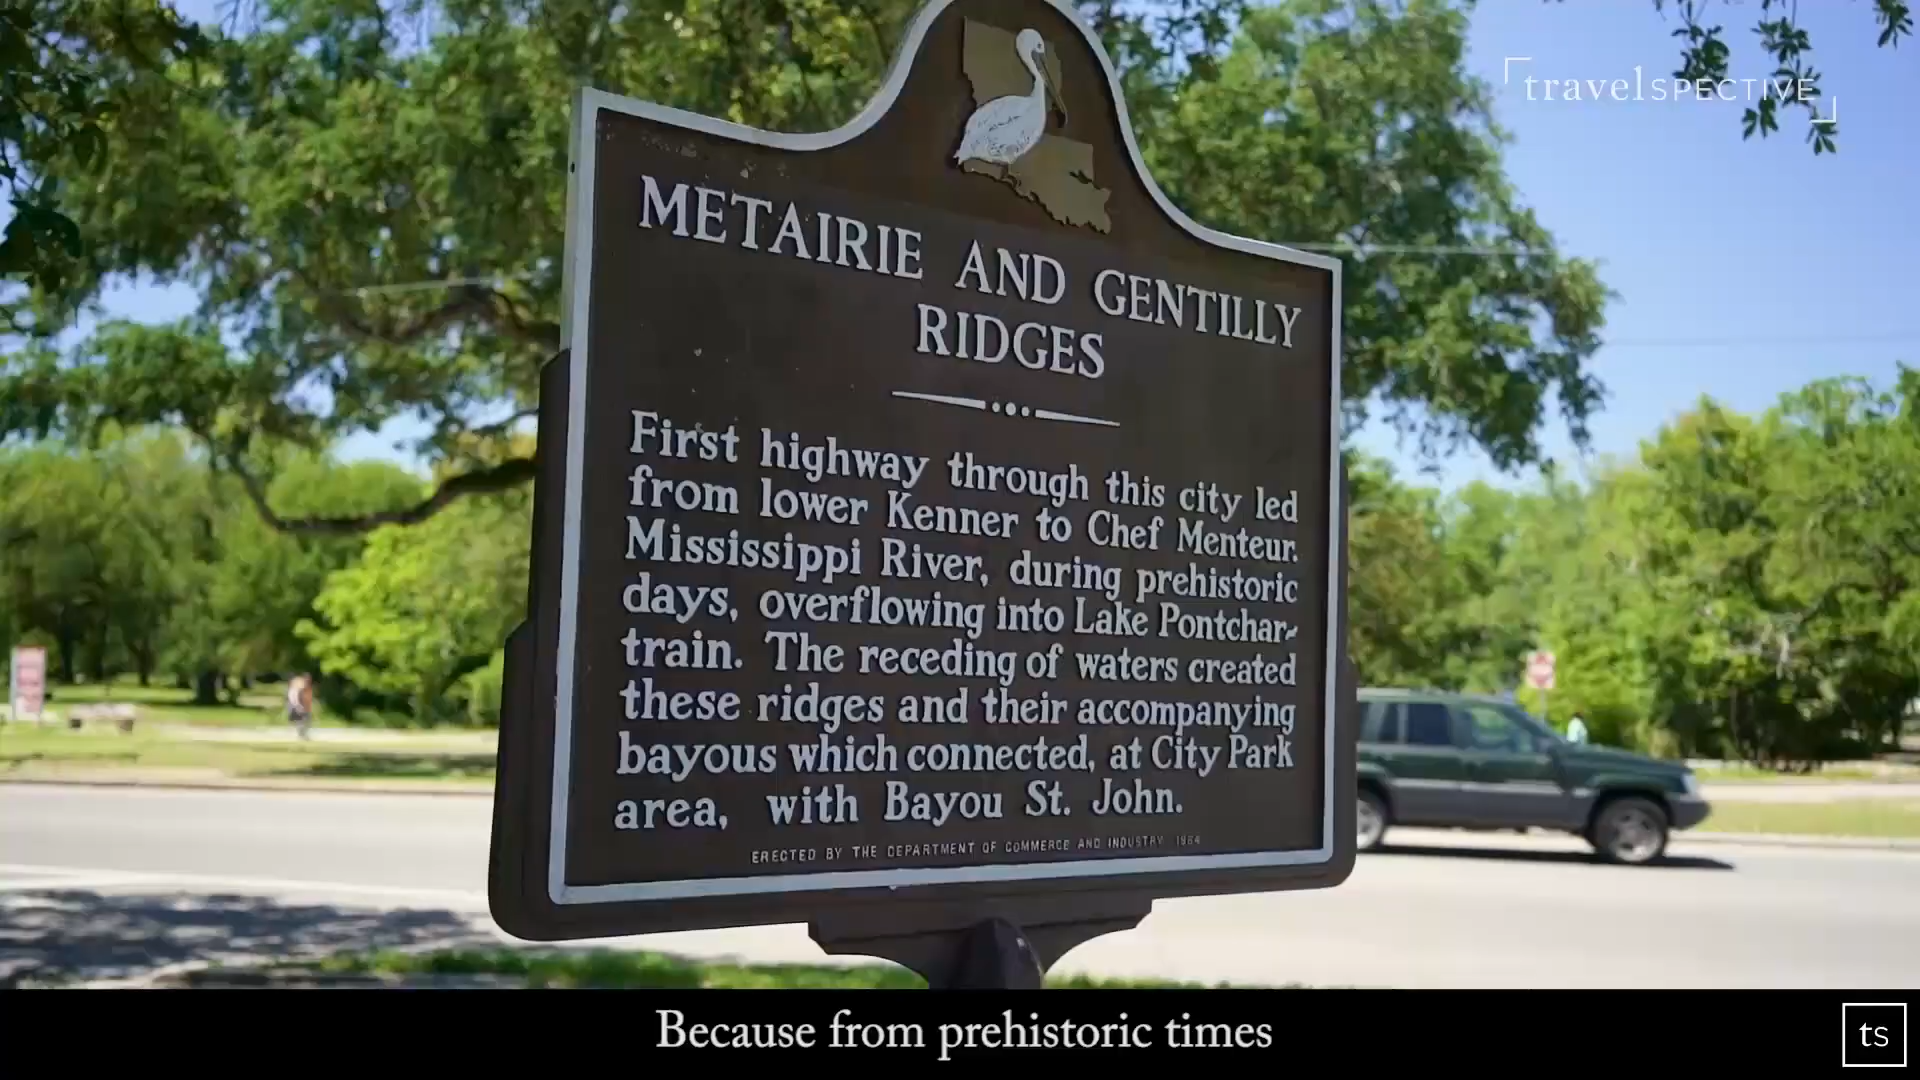 travelSPECTIVE
METAIRIE AND GENTILLY
RIDGES
First highway through this city led
from lower Kenner to Chef Menteur.
Mississippi River, during prehistoric
days, overflowing into Lake Pontchar-
train. The receding of waters created
these ridges and their accompanying
bayous which connected, at City Park
area, with Bayou St. John.
ERECTED BY THE DEPARTMENT OF COMMERCE AND INDUSTRY 1964
Because from prehistoric times
ts